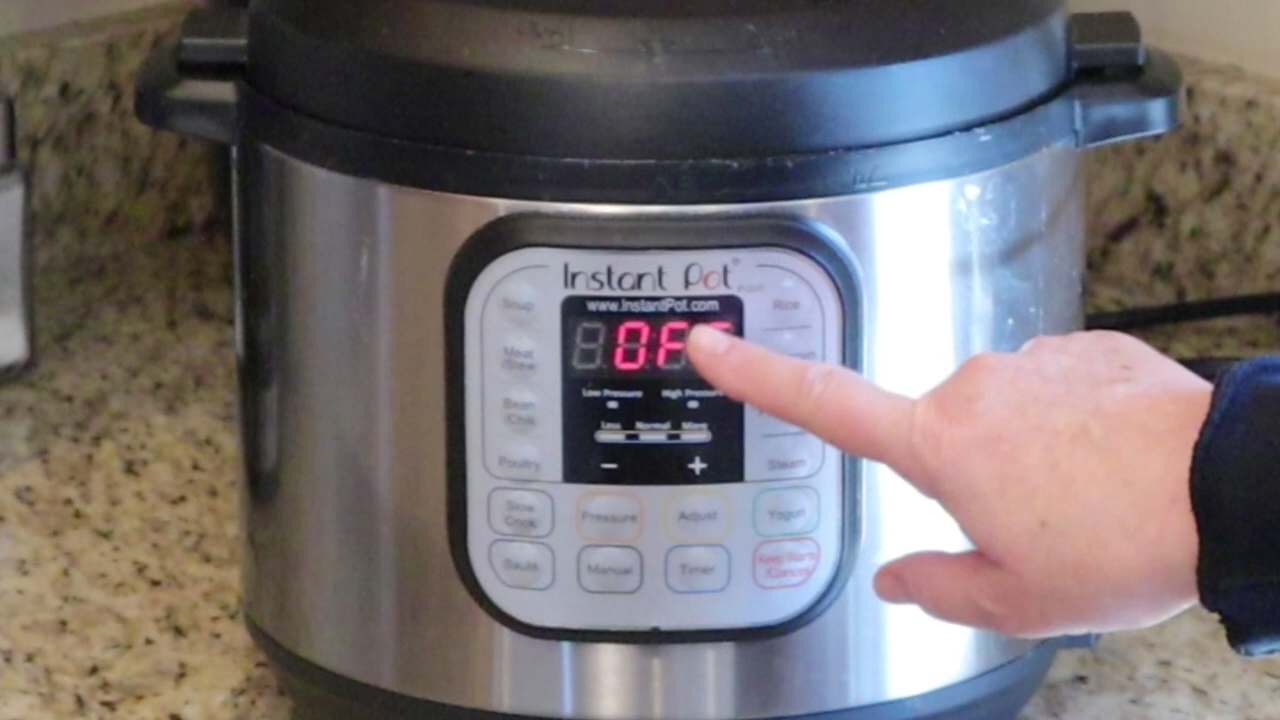 Instant Pot
www.InstantPot.com
Soup
Rice
OF
Meat
/Stew
Bean
/Chili
Low Pressure High Pressure
Less Normal More
Poultry
Steam
− +
Slow
Cook
Pressure
Adjust
Yogurt
Sauté
Manual
Timer
Keep Warm
/Cancel